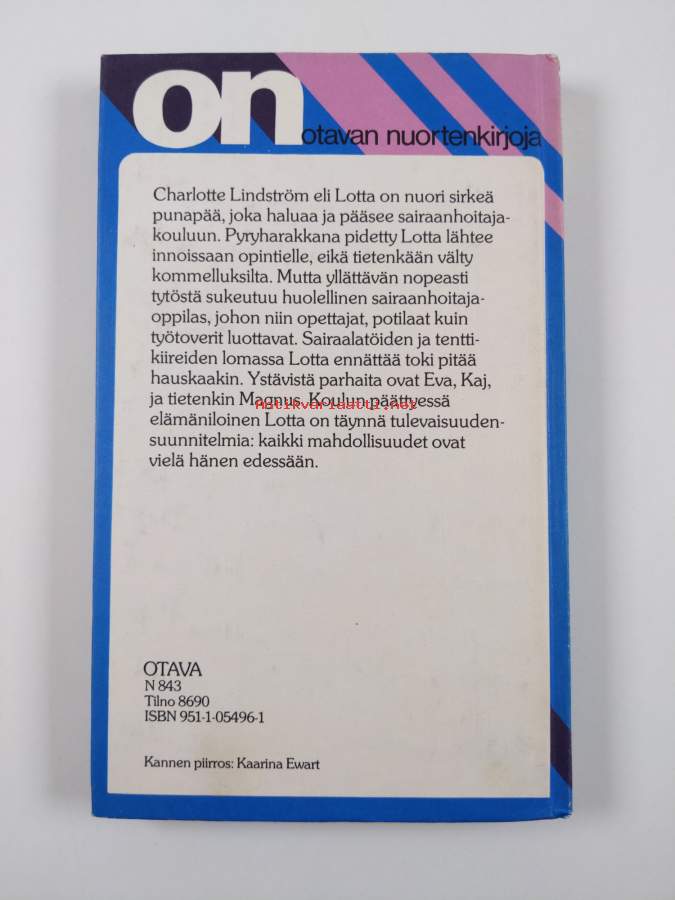 on
otavan nuortenkirjoja
Charlotte Lindström eli Lotta on nuori sirkeä
punapää, joka haluaa ja pääsee sairaanhoitaja-
kouluun. Pyryharakkana pidetty Lotta lähtee
innoissaan opintielle, eikä tietenkään välty
kommelluksilta. Mutta yllättävän nopeasti
tytöstä sukeutuu huolellinen sairaanhoitaja-
oppilas, johon niin opettajat, potilaat kuin
työtoverit luottavat. Sairaalatöiden ja tentti-
kiireiden lomassa Lotta ennättää toki pitää
hauskaakin. Ystävistä parhaita ovat Eva, Kaj,
ja tietenkin Magnus. Koulun päättyessä
antikvariaatti.net
elämäniloinen Lotta on täynnä tulevaisuuden-
suunnitelmia: kaikki mahdollisuudet ovat
vielä hänen edessään.
OTAVA
N 843
Tilno 8690
ISBN 951-1-05496-1
Kannen piirros: Kaarina Ewart